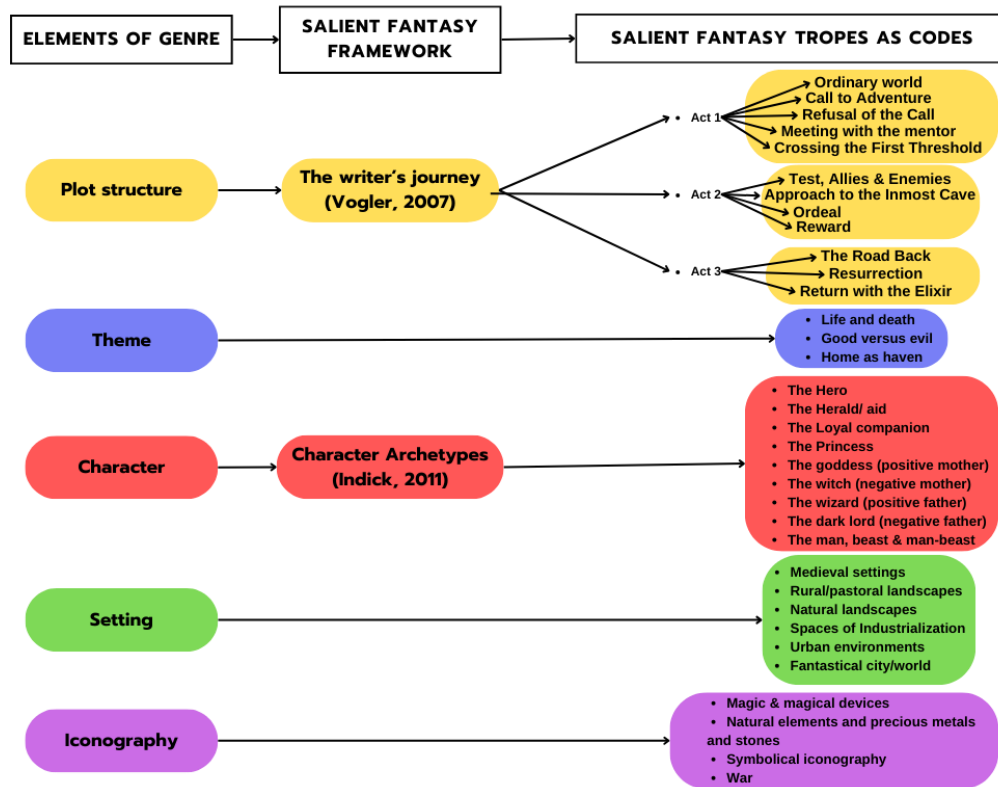 ELEMENTS OF GENRE
SALIENT FANTASY
FRAMEWORK
SALIENT FANTASY TROPES AS CODES
Plot structure
The writer's journey
(Vogler, 2007)
• Act 1
Ordinary world
Call to Adventure
Refusal of the Call
Meeting with the mentor
Crossing the First Threshold
• Act 2
Test, Allies & Enemies
Approach to the Inmost Cave
Ordeal
Reward
• Act 3
The Road Back
Resurrection
Return with the Elixir
Theme
• Life and death
• Good versus evil
• Home as haven
Character
Character Archetypes
(Indick, 2011)
• The Hero
• The Herald/ aid
• The Loyal companion
• The Princess
• The goddess (positive mother)
• The witch (negative mother)
• The wizard (positive father)
• The dark lord (negative father)
• The man, beast & man-beast
Setting
• Medieval settings
• Rural/pastoral landscapes
• Natural landscapes
• Spaces of Industrialization
• Urban environments
• Fantastical city/world
Iconography
• Magic & magical devices
• Natural elements and precious metals
and stones
• Symbolical iconography
• War